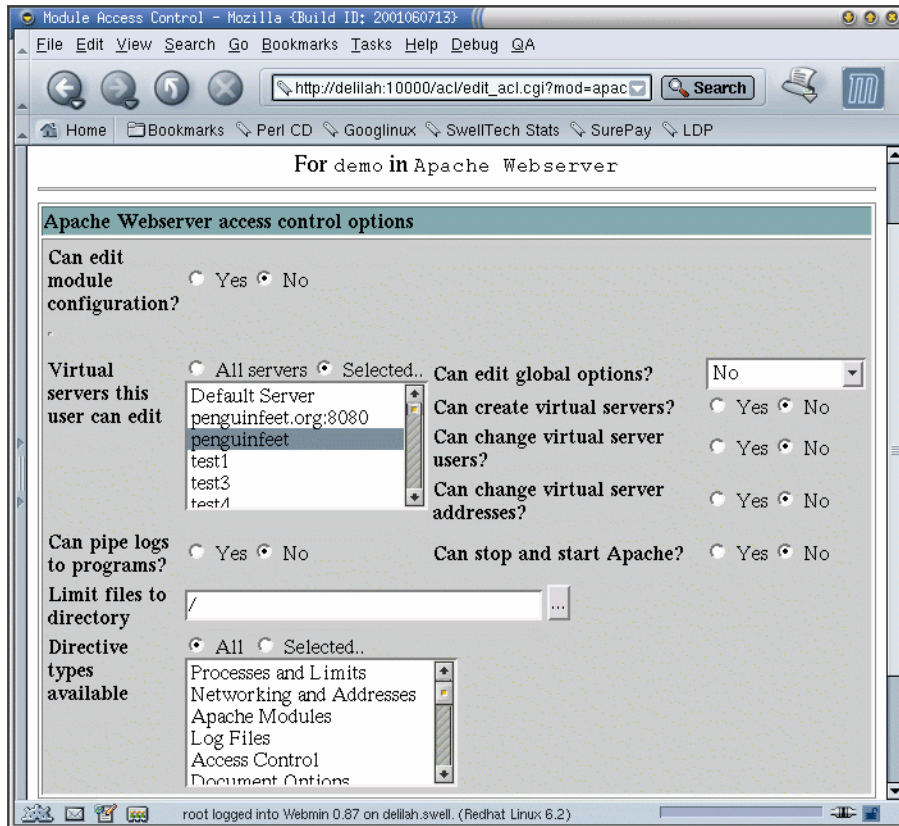 Module Access Control - Mozilla {Build ID: 2001060713}
File Edit View Search Go Bookmarks Tasks Help Debug QA
http://delilah:10000/acl/edit_acl.cgi?mod=apac Search
Home Bookmarks Perl CD Googlinux SwellTech Stats SurePay LDP
For demo in Apache Webserver
Apache Webserver access control options
Can edit module configuration? Yes No
Virtual servers this user can edit
All servers Selected..
Default Server
penguinfeet.org:8080
penguinfeet
test1
test3
test4
Can edit global options? No
Can create virtual servers? Yes No
Can change virtual server users? Yes No
Can change virtual server addresses? Yes No
Can pipe logs to programs? Yes No
Can stop and start Apache? Yes No
Limit files to directory / ...
Directive types available
All Selected..
Processes and Limits
Networking and Addresses
Apache Modules
Log Files
Access Control
Document Options
root logged into Webmin 0.87 on delilah.swell. (Redhat Linux 6.2)